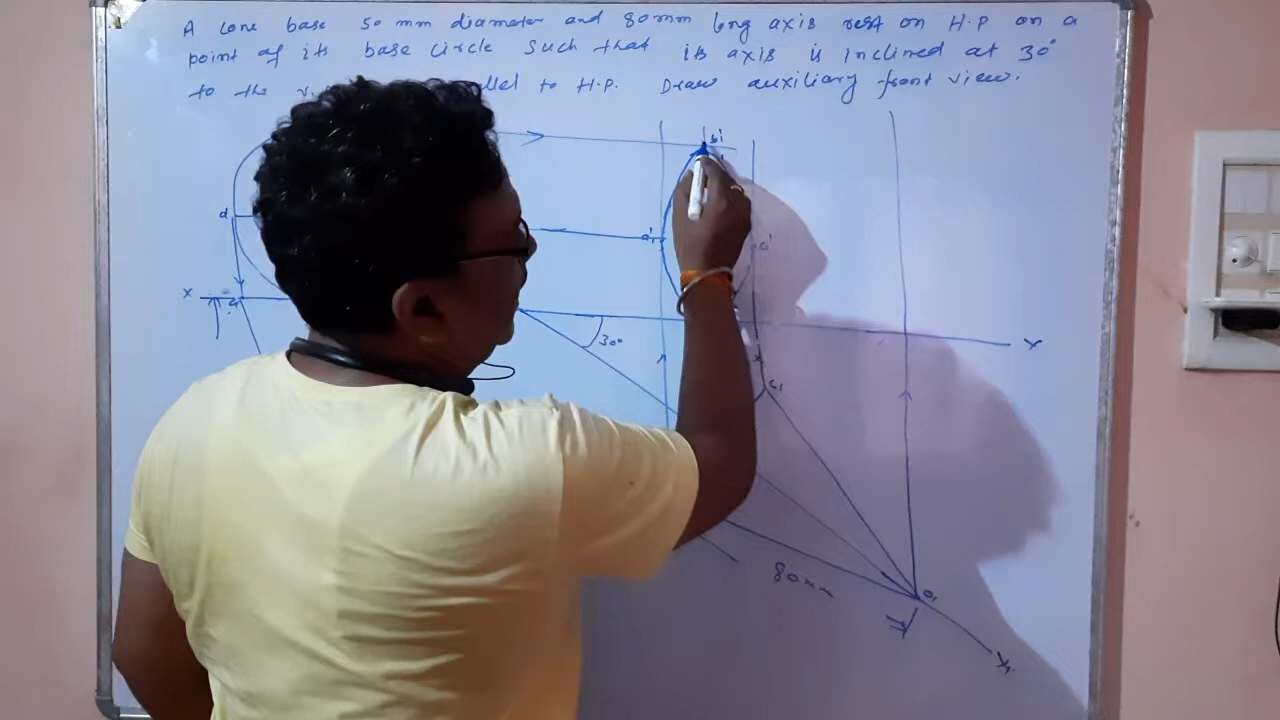 A cone base 50 mm diameter and 80mm long axis rest on H.P on a
point of its base circle such that its axis is inclined at 30°
to the to H.P. Draw auxiliary front view.
b'
d
a'
X
30°
Y
80mm
o,